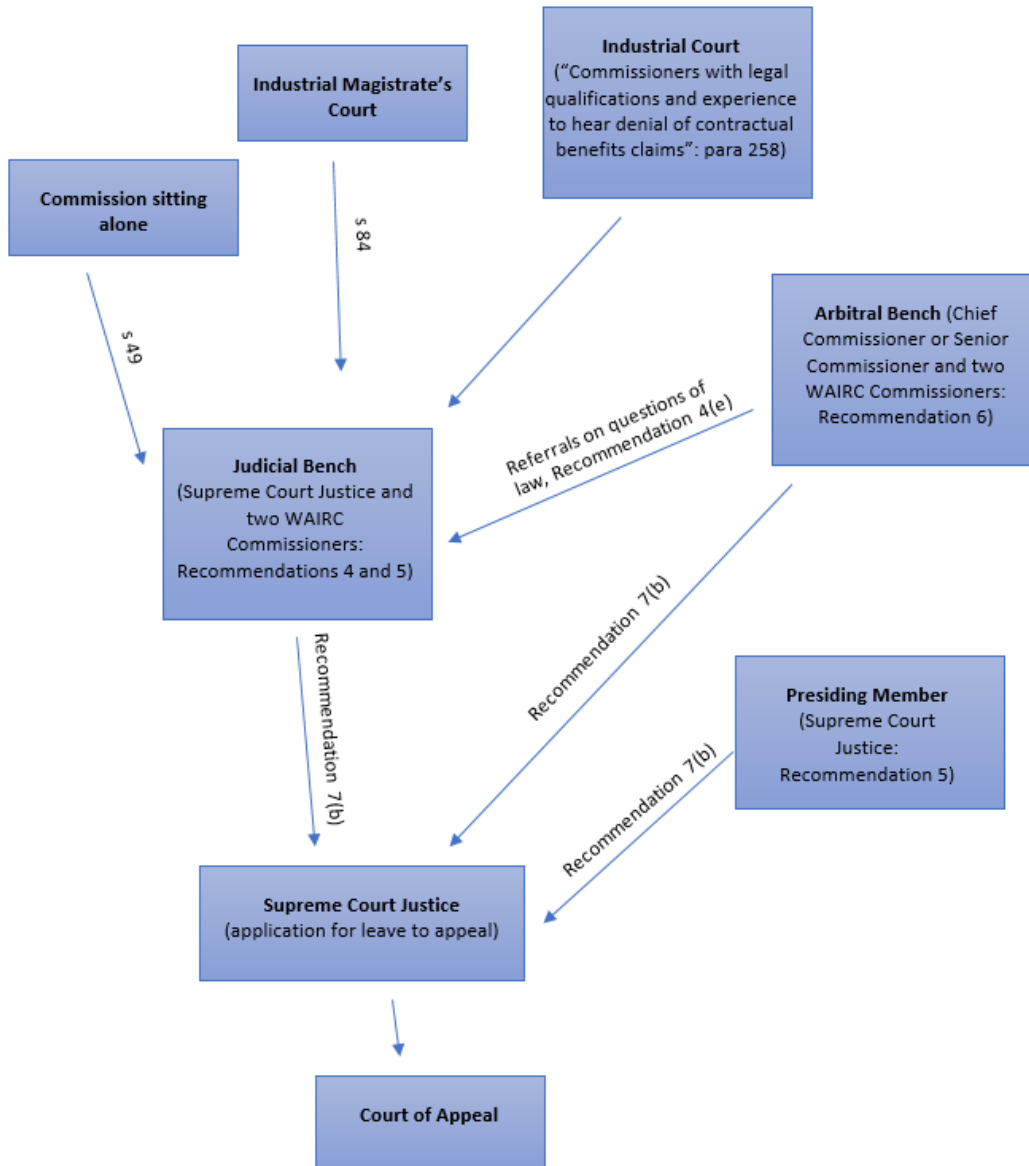 Industrial Court
(“Commissioners with legal
qualifications and experience
to hear denial of contractual
benefits claims”: para 258)
Industrial Magistrate’s
Court
Commission sitting
alone
s 84
s 49
Arbitral Bench (Chief
Commissioner or Senior
Commissioner and two
WAIRC Commissioners:
Recommendation 6)
Referrals on questions of
law, Recommendation 4(e)
Judicial Bench
(Supreme Court Justice and
two WAIRC
Commissioners:
Recommendations 4 and 5)
Recommendation 7(b)
Recommendation 7(b)
Presiding Member
(Supreme Court
Justice:
Recommendation 5)
Recommendation 7(b)
Supreme Court Justice
(application for leave to appeal)
Court of Appeal